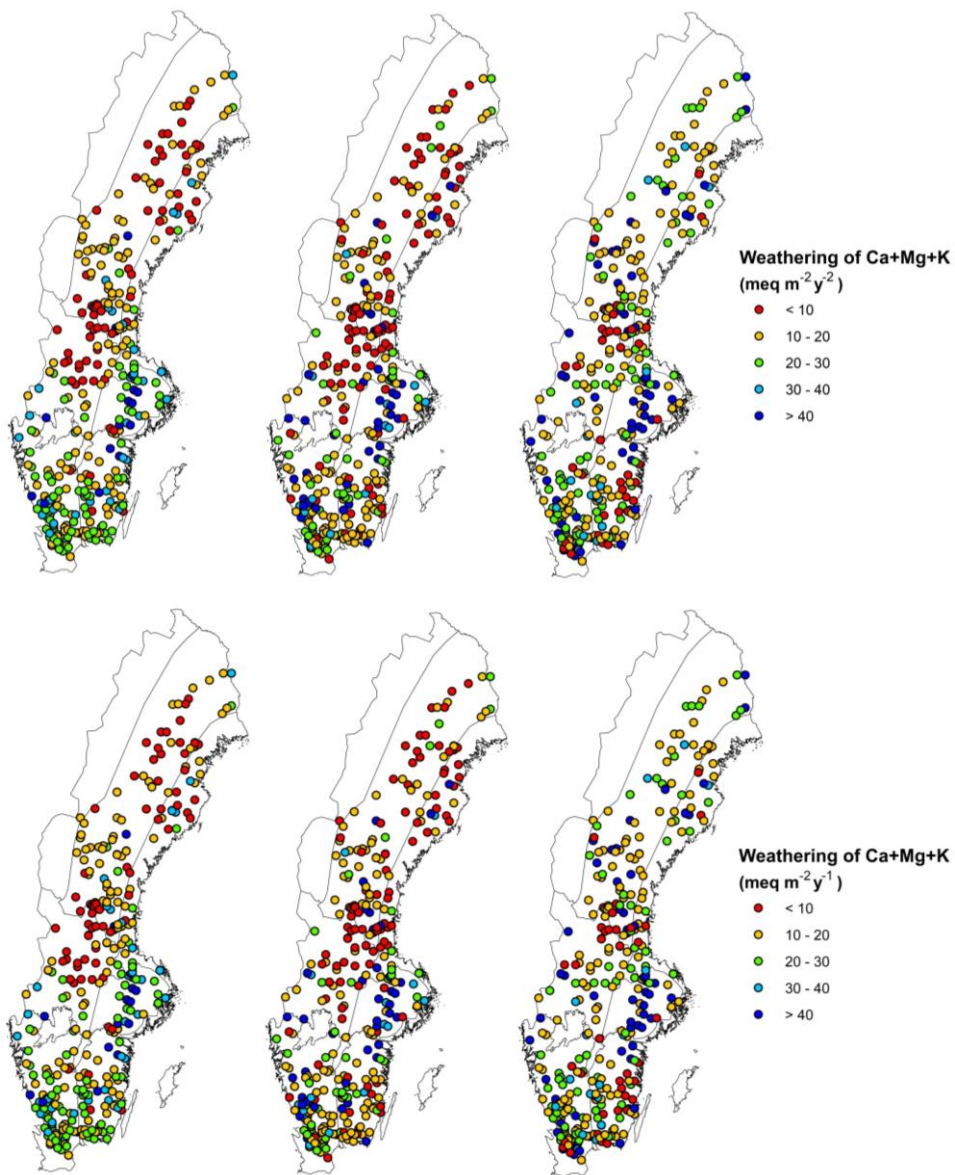 Weathering of Ca+Mg+K
(meq m⁻² y⁻² )
< 10
10 - 20
20 - 30
30 - 40
> 40
Weathering of Ca+Mg+K
(meq m⁻² y⁻¹ )
< 10
10 - 20
20 - 30
30 - 40
> 40